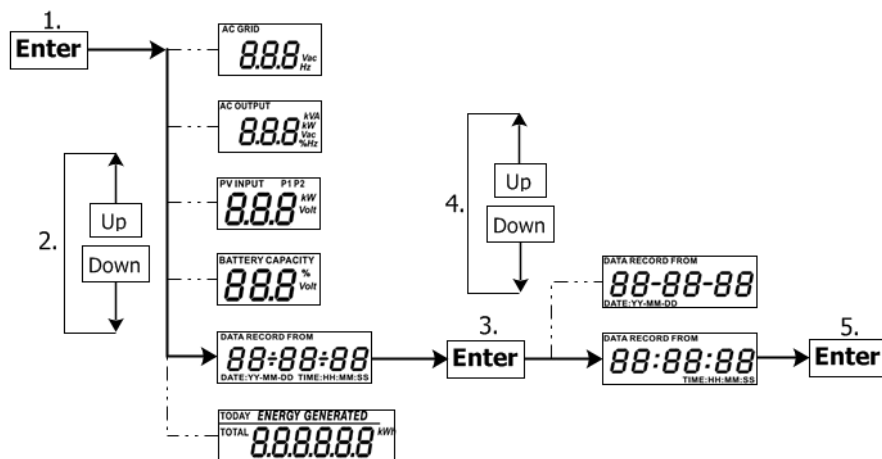 1.
Enter
AC GRID
8.8.8 Vac
Hz
AC OUTPUT
8.8.8 kVA
kW
Vac
%Hz
PV INPUT P1 P2
8.8.8 kW
Volt
2.
Up
Down
BATTERY CAPACITY
88.8 %
Volt
DATA RECORD FROM
88÷88÷88
DATE:YY-MM-DD TIME:HH:MM:SS
TODAY ENERGY GENERATED
TOTAL 8.8.8.8.8.8 kWh
3.
Enter
4.
Up
Down
DATA RECORD FROM
88-88-88
DATE:YY-MM-DD
DATA RECORD FROM
88:88:88
TIME:HH:MM:SS
5.
Enter